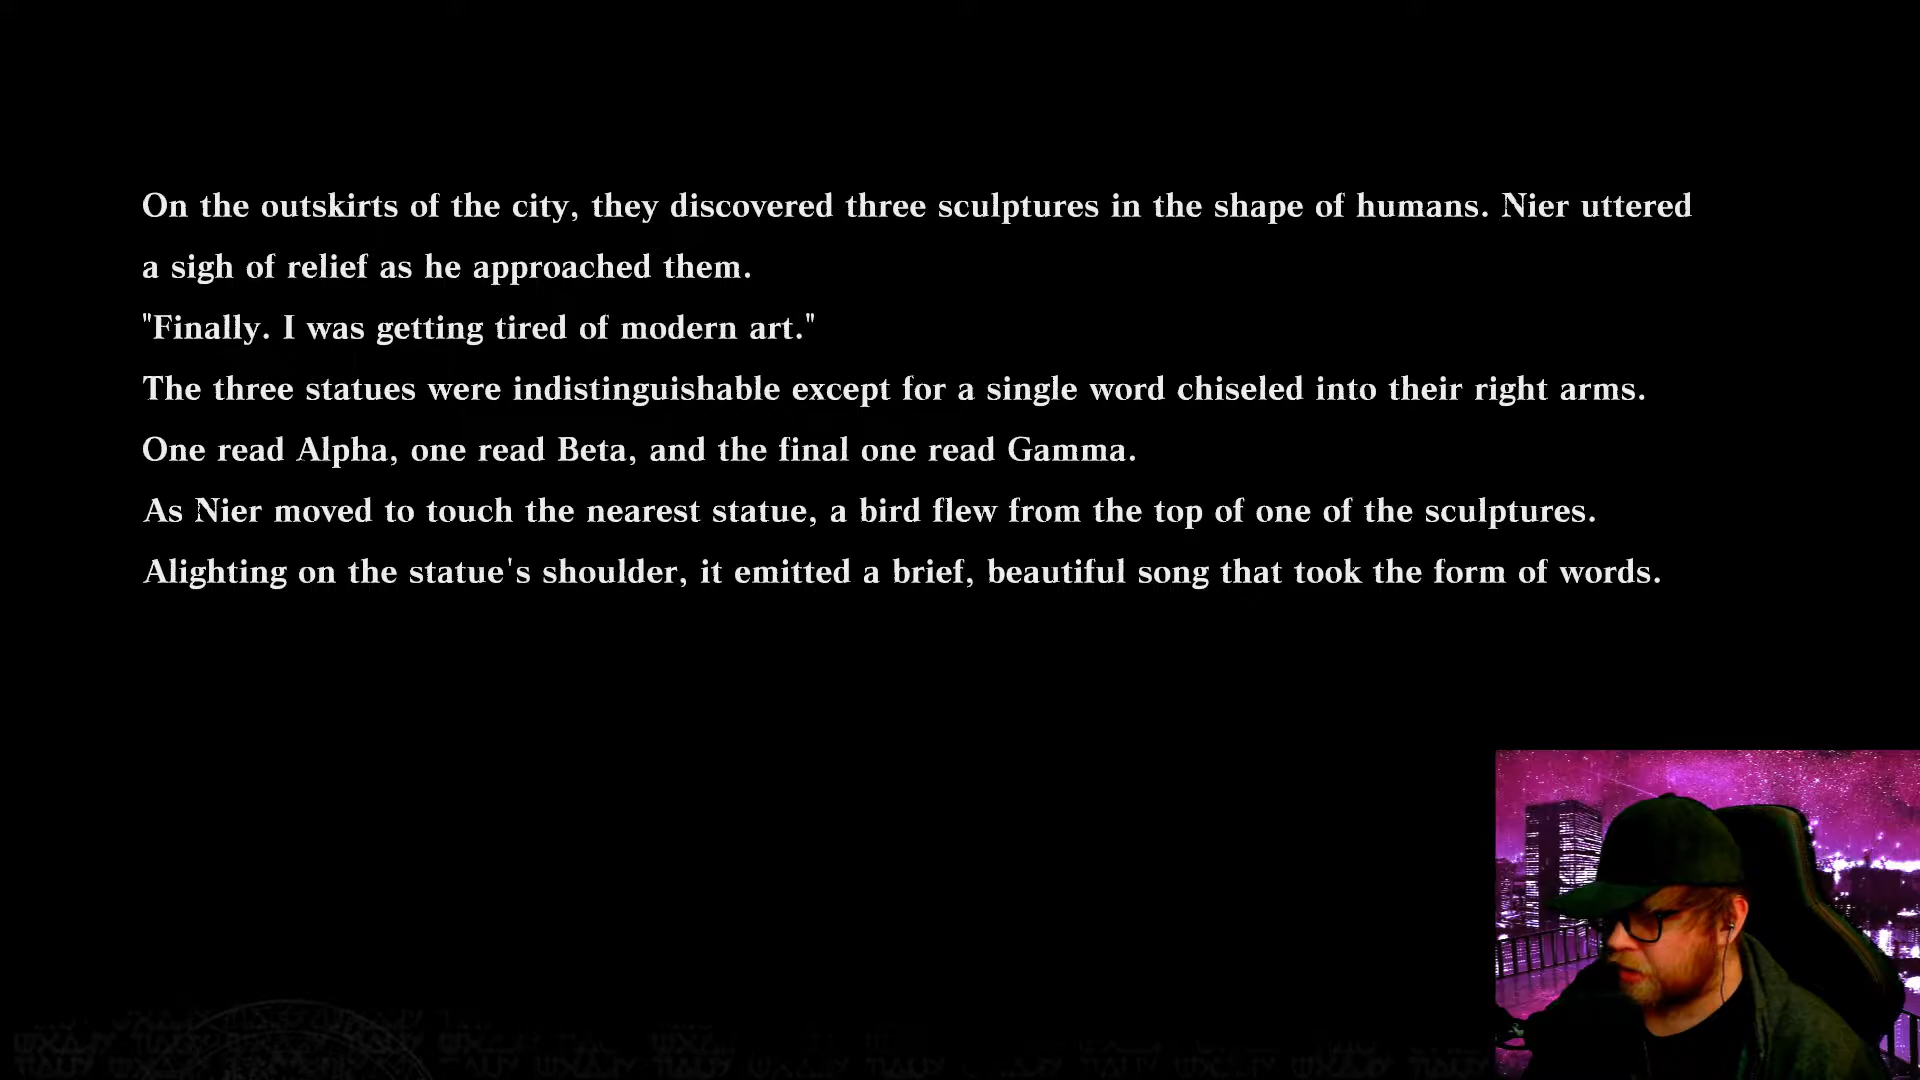 On the outskirts of the city, they discovered three sculptures in the shape of humans. Nier uttered
a sigh of relief as he approached them.
"Finally. I was getting tired of modern art."
The three statues were indistinguishable except for a single word chiseled into their right arms.
One read Alpha, one read Beta, and the final one read Gamma.
As Nier moved to touch the nearest statue, a bird flew from the top of one of the sculptures.
Alighting on the statue's shoulder, it emitted a brief, beautiful song that took the form of words.